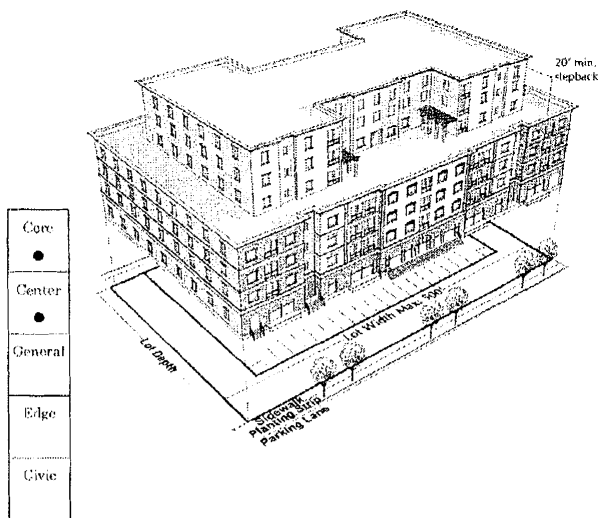 20' min.
stepback
Core
Center
General
Edge
Civic
Lot Width Max. 500'
Lot Depth
Sidewalk
Planting Strip
Parking Lane